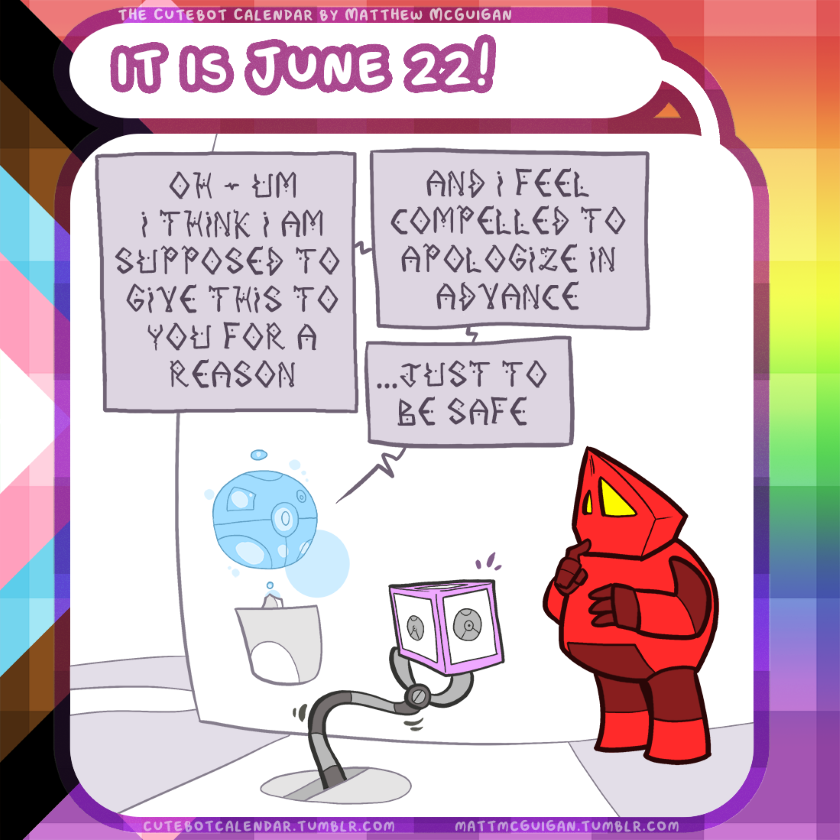 THE CUTEBOT CALENDAR BY MATTHEW MCGUIGAN
IT IS JUNE 22!
OH ~ UM
I THINK I AM
SUPPOSED TO
GIVE THIS TO
YOU FOR A
REASON
AND I FEEL
COMPELLED TO
APOLOGIZE IN
ADVANCE
...JUST TO
BE SAFE
CUTEBOTCALENDAR.TUMBLR.COM
MATTMCGUIGAN.TUMBLR.COM